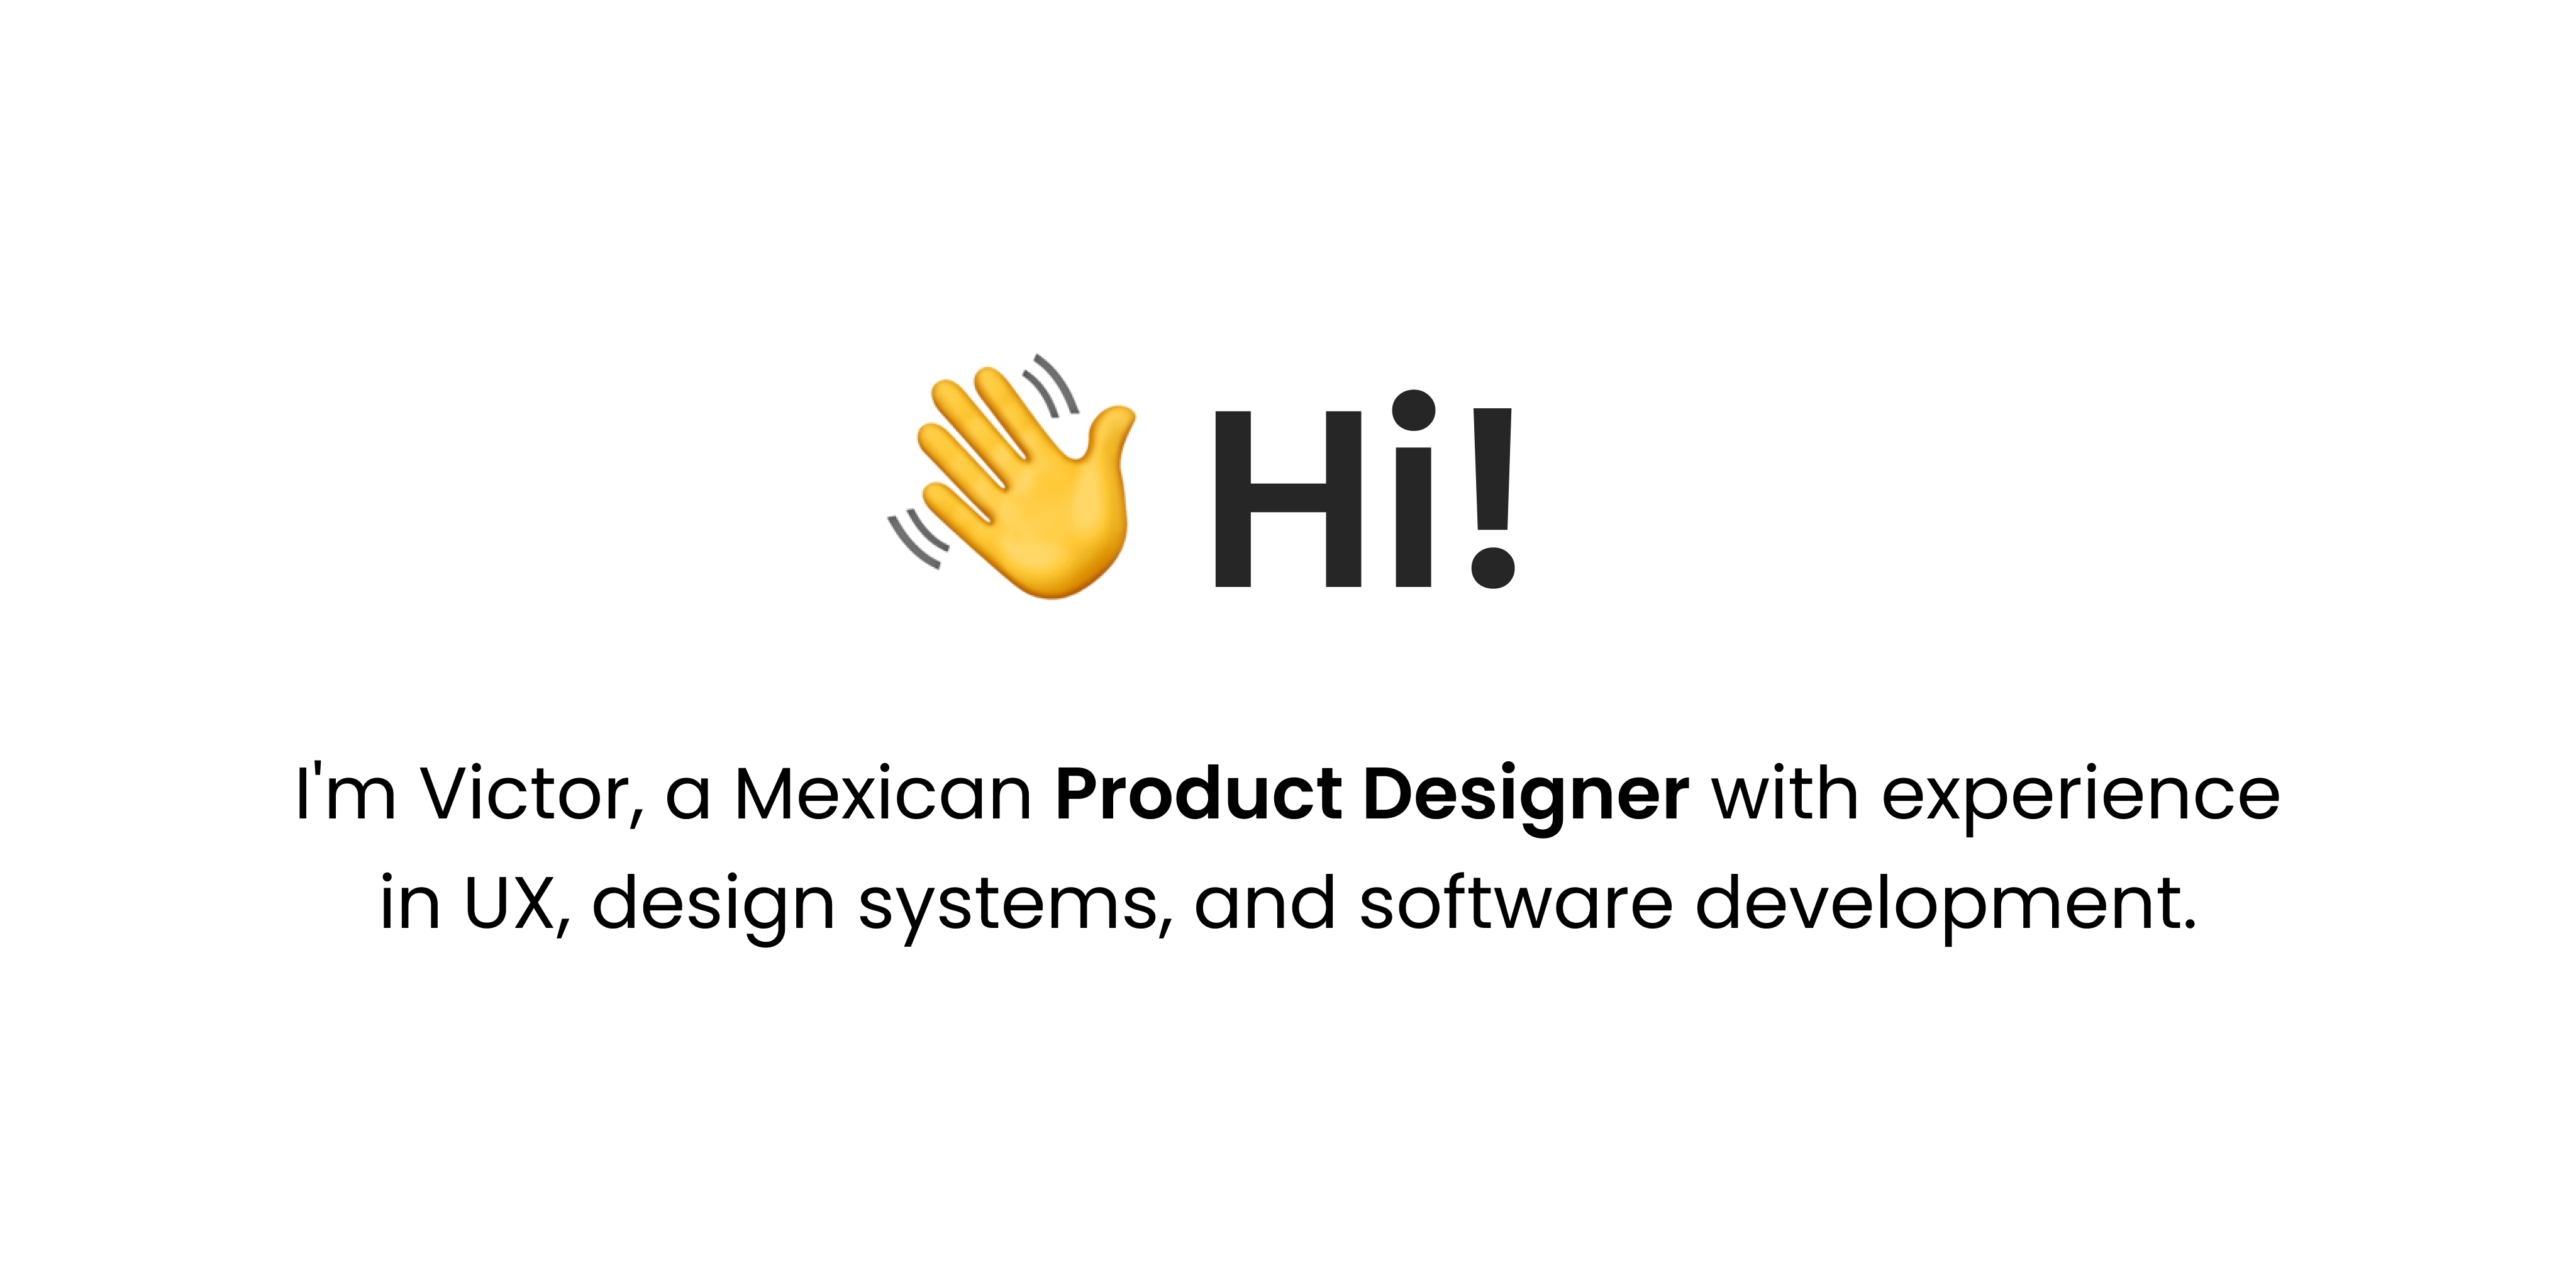 👋 Hi!
I'm Victor, a Mexican Product Designer with experience
in UX, design systems, and software development.